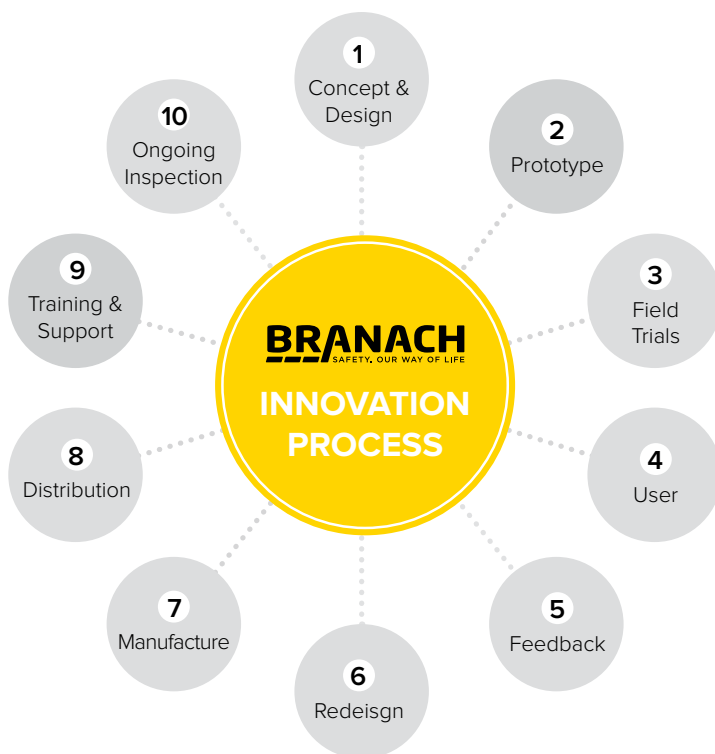 BRANACH
SAFETY. OUR WAY OF LIFE
INNOVATION
PROCESS
1
Concept &
Design
2
Prototype
3
Field
Trials
4
User
5
Feedback
6
Redeisgn
7
Manufacture
8
Distribution
9
Training &
Support
10
Ongoing
Inspection